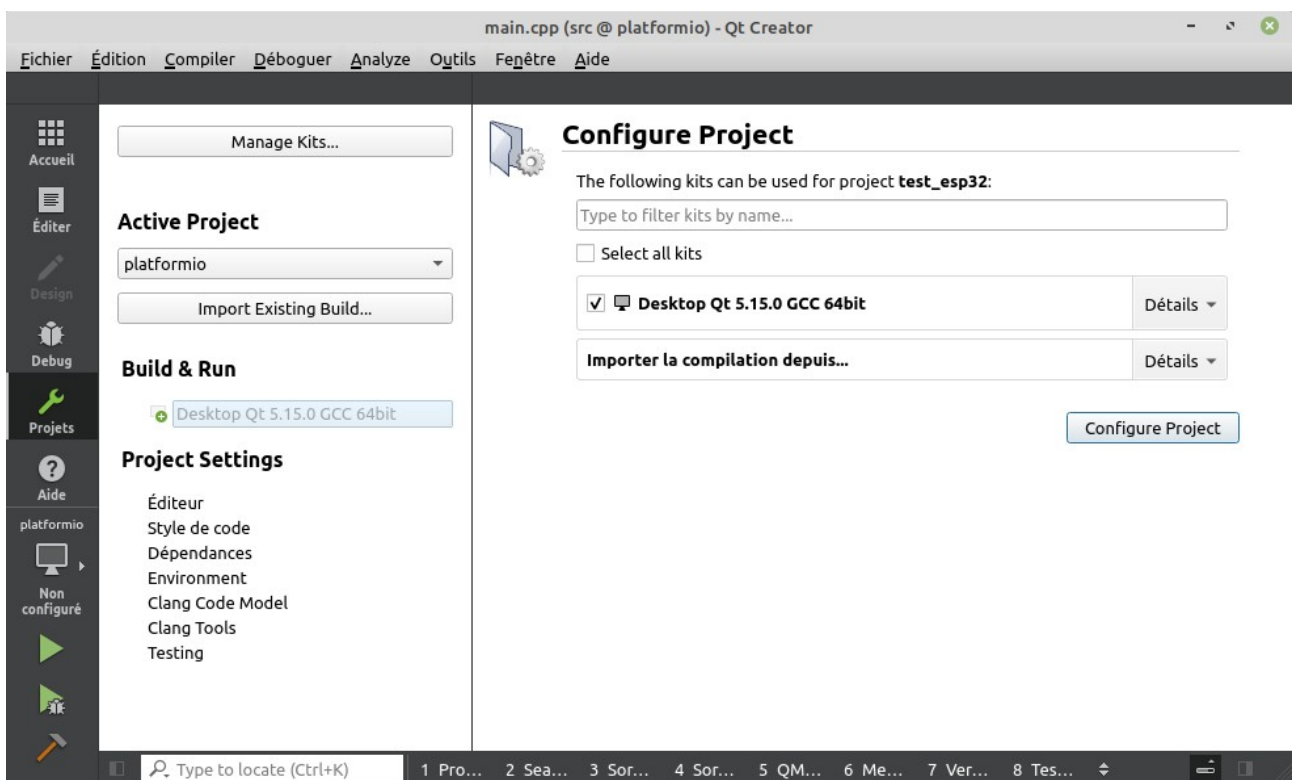 main.cpp (src @ platformio) - Qt Creator
Fichier Édition Compiler Déboguer Analyze Outils Fenêtre Aide
Accueil
Éditer
Design
Debug
Projets
Aide
platformio
Non
configuré
Manage Kits...
Active Project
platformio
Import Existing Build...
Build & Run
Desktop Qt 5.15.0 GCC 64bit
Project Settings
Éditeur
Style de code
Dépendances
Environment
Clang Code Model
Clang Tools
Testing
Configure Project
The following kits can be used for project test_esp32:
Type to filter kits by name...
Select all kits
Desktop Qt 5.15.0 GCC 64bit Détails
Importer la compilation depuis... Détails
Configure Project
Type to locate (Ctrl+K) 1 Pro... 2 Sea... 3 Sor... 4 Sor... 5 QM... 6 Me... 7 Ver... 8 Tes...